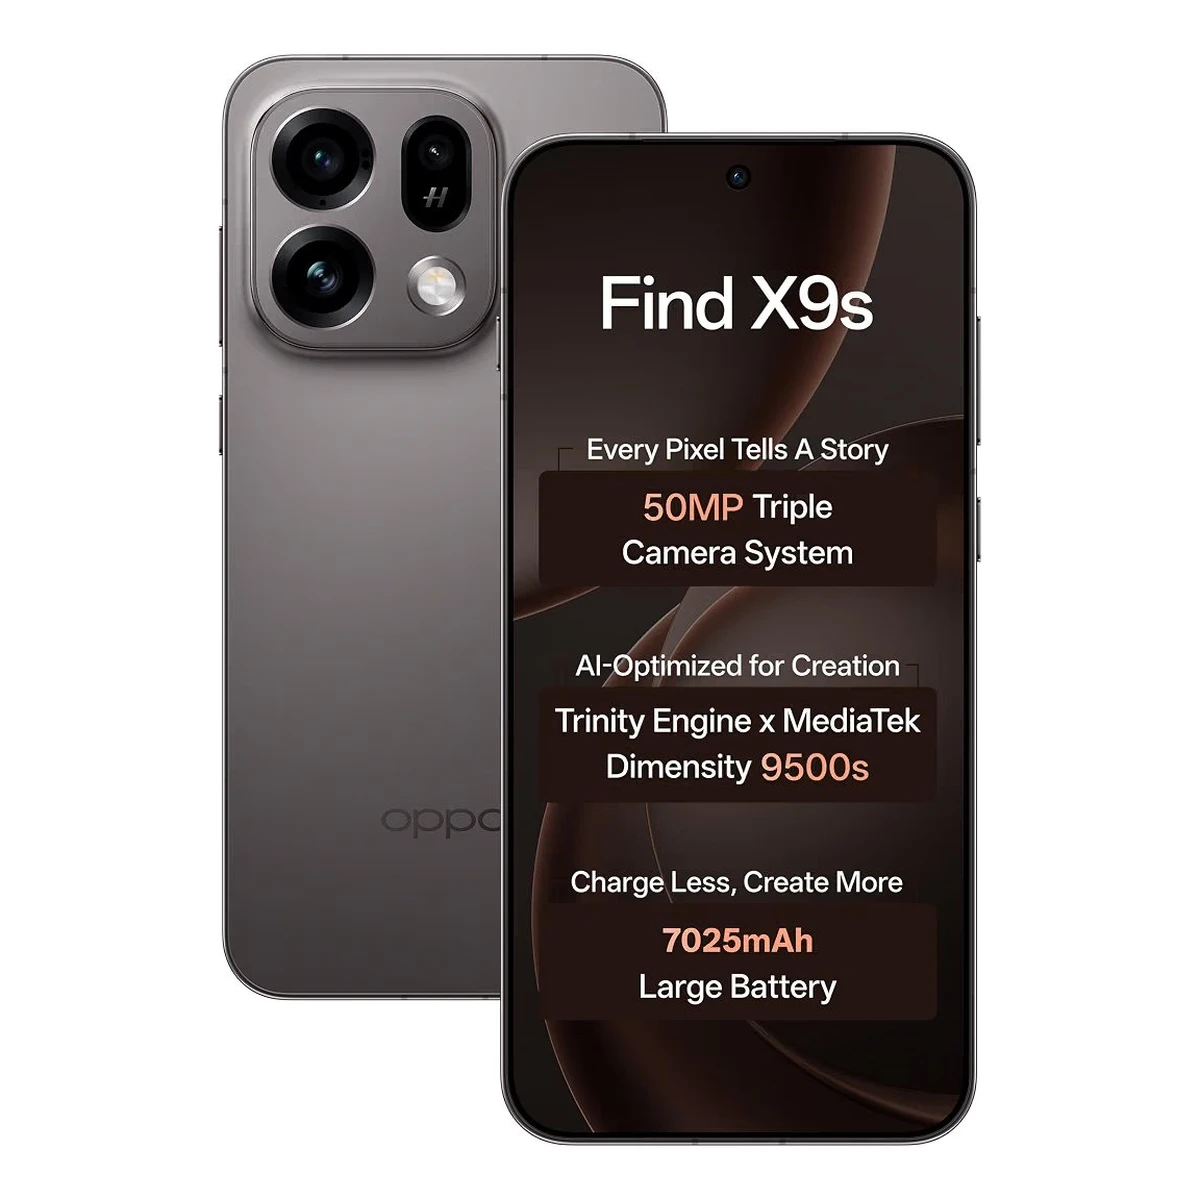 H
oppo
Find X9s
Every Pixel Tells A Story
50MP Triple
Camera System
AI-Optimized for Creation
Trinity Engine x MediaTek
Dimensity 9500s
Charge Less, Create More
7025mAh
Large Battery